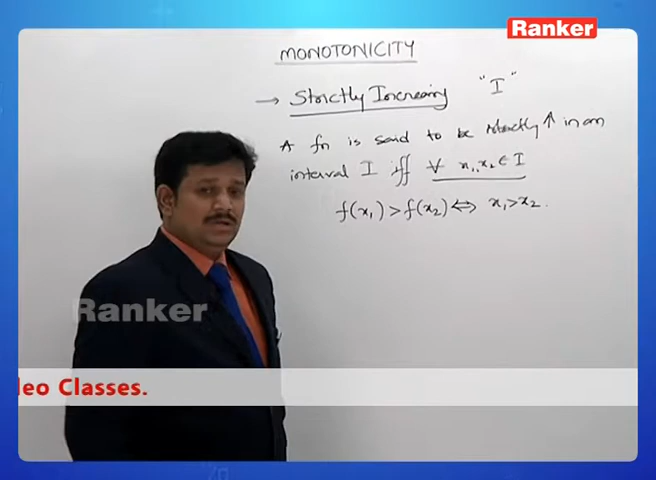 Ranker
MONOTONICITY
→ Strictly Increasing "I"
A fn is said to be strictly ↑ in an
interval I iff ∀ x₁, x₂ ∈ I
f(x₁) > f(x₂) ⇔ x₁ > x₂.
Ranker
deo Classes.